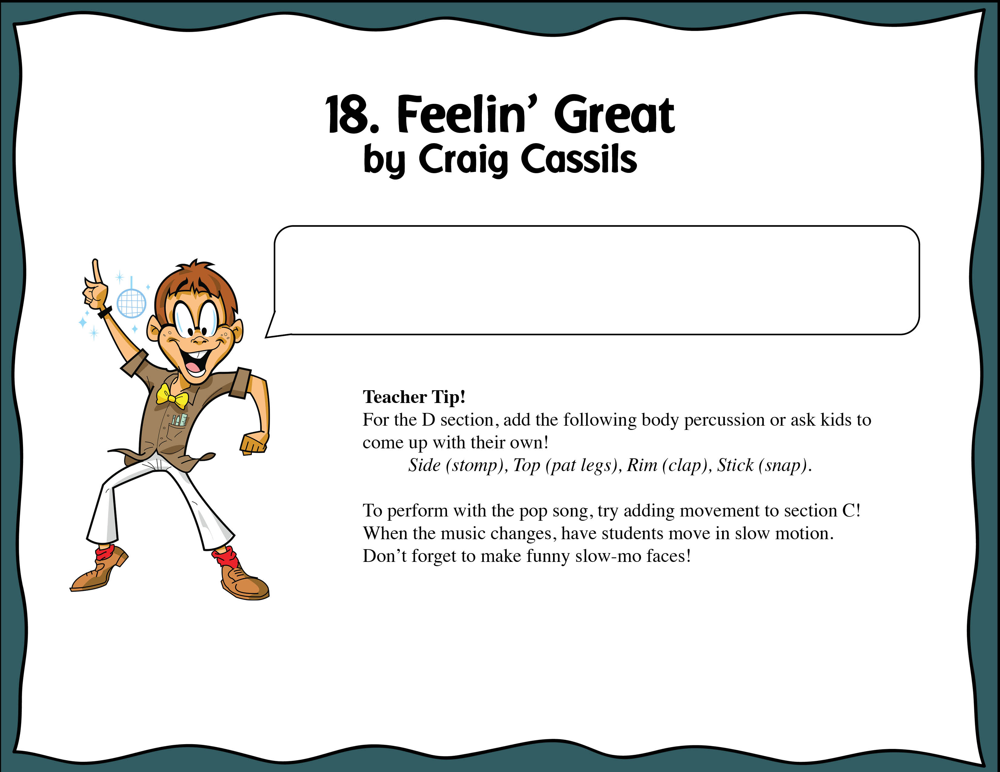 18. Feelin’ Great
by Craig Cassils
Teacher Tip!
For the D section, add the following body percussion or ask kids to
come up with their own!
Side (stomp), Top (pat legs), Rim (clap), Stick (snap).
To perform with the pop song, try adding movement to section C!
When the music changes, have students move in slow motion.
Don’t forget to make funny slow-mo faces!